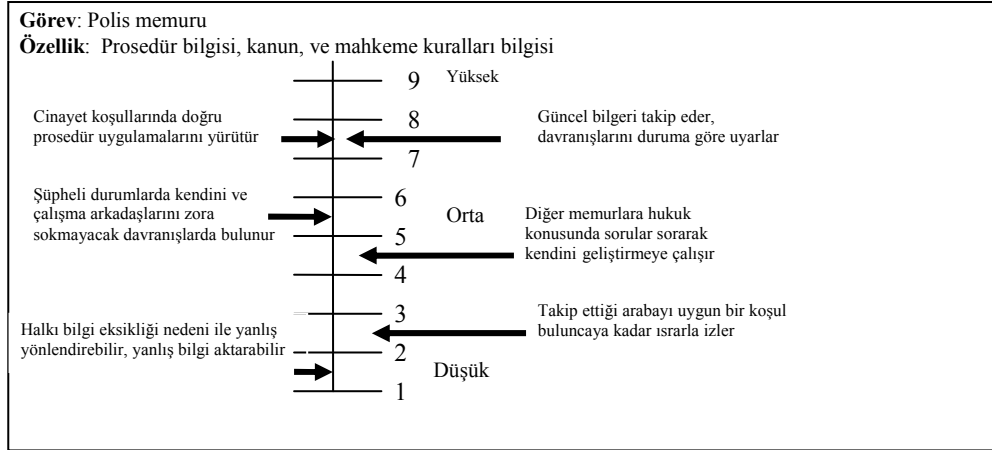 Görev: Polis memuru
Özellik: Prosedür bilgisi, kanun, ve mahkeme kuralları bilgisi
9 Yüksek
Cinayet koşullarında doğru
prosedür uygulamalarını yürütür
8
Güncel bilgeri takip eder,
davranışlarını duruma göre uyarlar
7
Şüpheli durumlarda kendini ve
çalışma arkadaşlarını zora
sokmayacak davranışlarda bulunur
6
Orta
Diğer memurlara hukuk
konusunda sorular sorarak
kendini geliştirmeye çalışır
5
4
Halkı bilgi eksikliği nedeni ile yanlış
yönlendirebilir, yanlış bilgi aktarabilir
3
Takip ettiği arabayı uygun bir koşul
buluncaya kadar ısrarla izler
2
Düşük
1